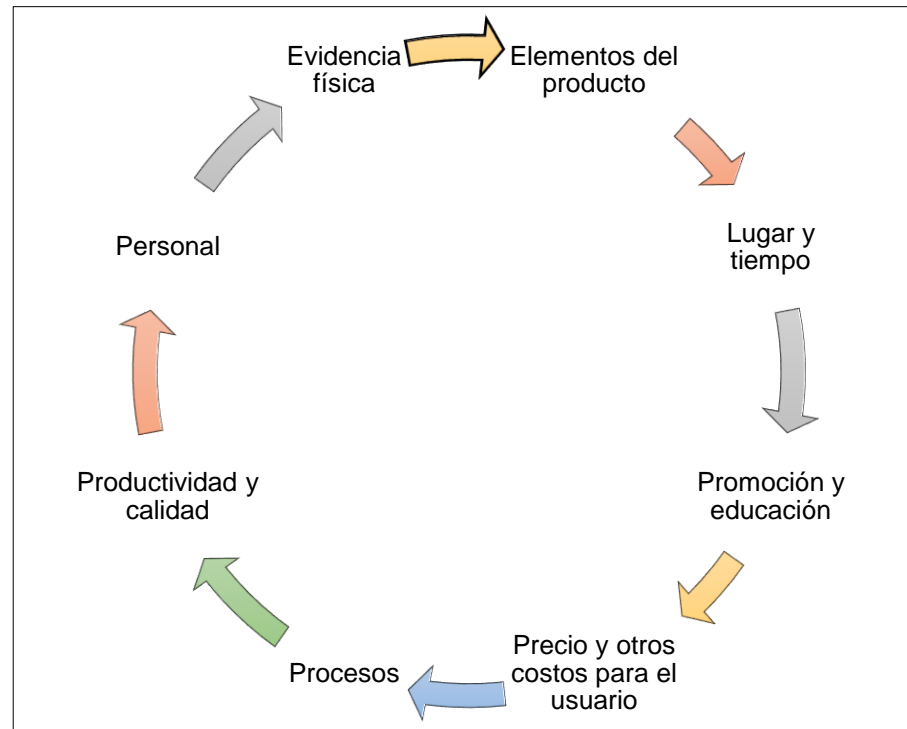 Evidencia
física
Elementos del
producto
Lugar y
tiempo
Promoción y
educación
Precio y otros
costos para el
usuario
Procesos
Productividad y
calidad
Personal